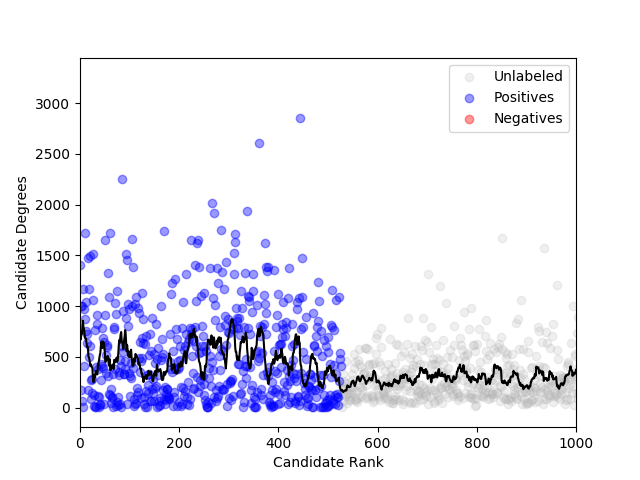 Unlabeled
Positives
Negatives
3000
2500
2000
1500
1000
500
0
Candidate Degrees
0 200 400 600 800 1000
Candidate Rank